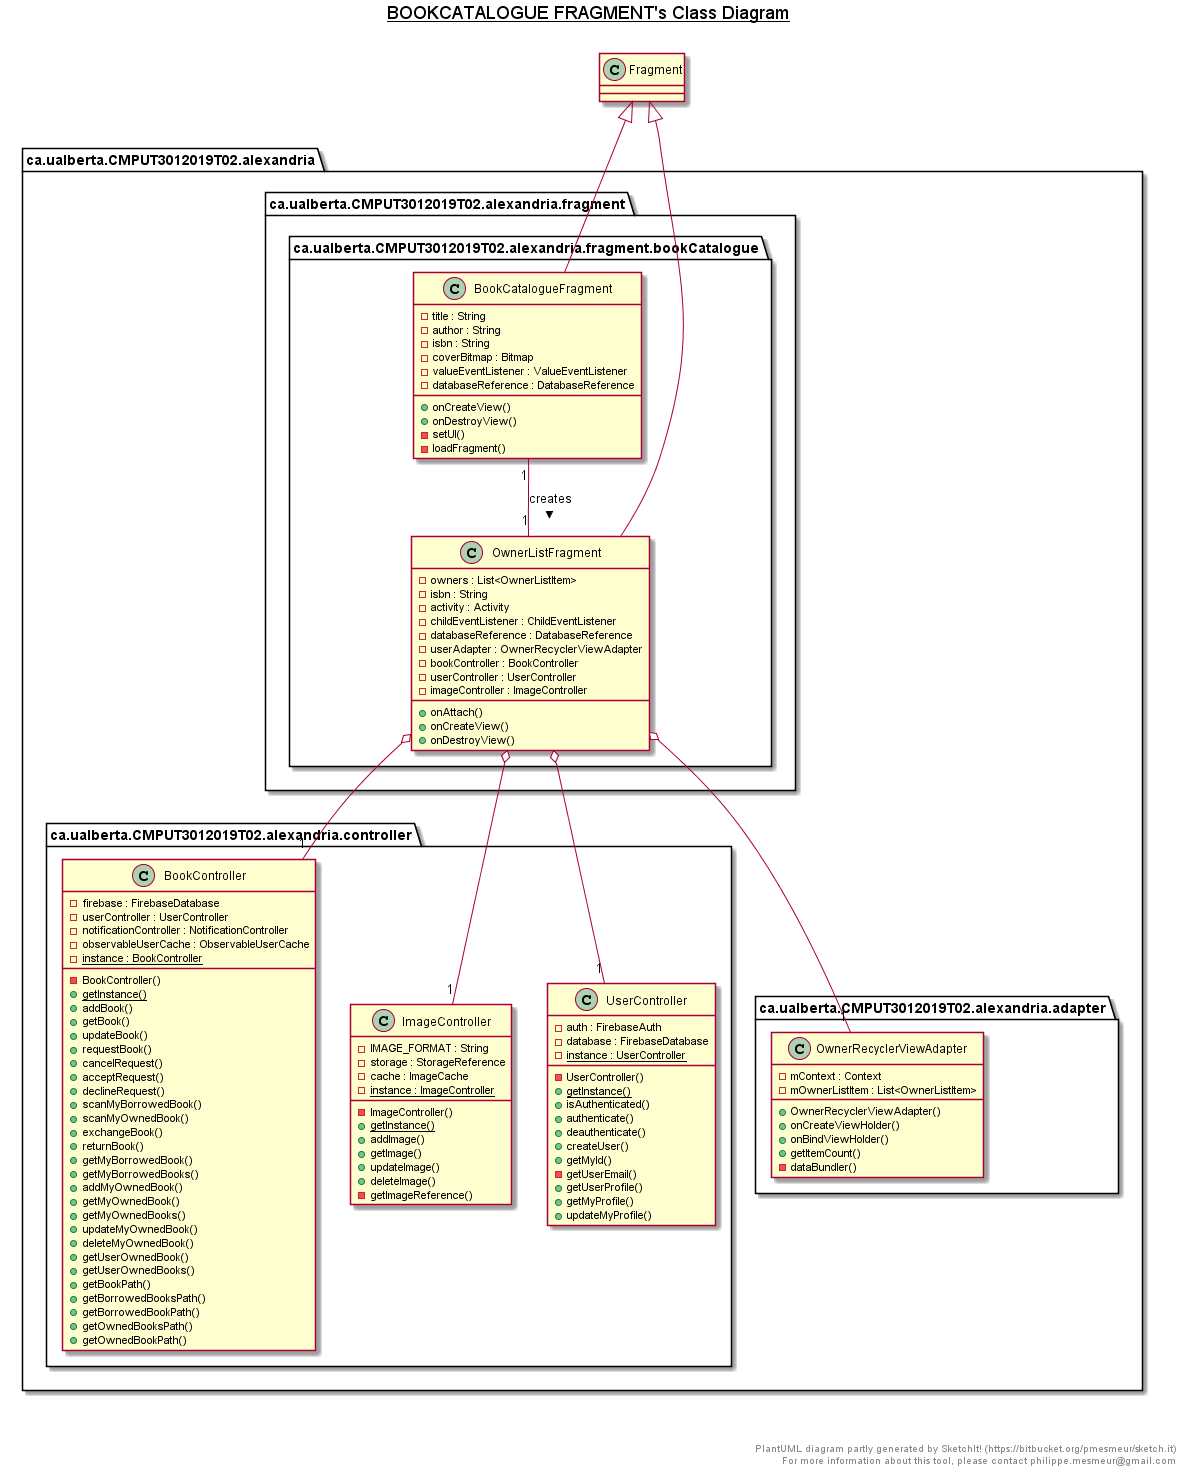 BOOKCATALOGUE FRAGMENT's Class Diagram
C Fragment
ca.ualberta.CMPUT3012019T02.alexandria
ca.ualberta.CMPUT3012019T02.alexandria.fragment
ca.ualberta.CMPUT3012019T02.alexandria.fragment.bookCatalogue
C BookCatalogueFragment
title : String
author : String
isbn : String
coverBitmap : Bitmap
valueEventListener : ValueEventListener
databaseReference : DatabaseReference
onCreateView()
onDestroyView()
setUI()
loadFragment()
1
creates
1
C OwnerListFragment
owners : List<OwnerListItem>
isbn : String
activity : Activity
childEventListener : ChildEventListener
databaseReference : DatabaseReference
userAdapter : OwnerRecyclerViewAdapter
bookController : BookController
userController : UserController
imageController : ImageController
onAttach()
onCreateView()
onDestroyView()
ca.ualberta.CMPUT3012019T02.alexandria.controller
1
C BookController
firebase : FirebaseDatabase
userController : UserController
notificationController : NotificationController
observableUserCache : ObservableUserCache
instance : BookController
BookController()
getInstance()
addBook()
getBook()
updateBook()
requestBook()
cancelRequest()
acceptRequest()
declineRequest()
scanMyBorrowedBook()
scanMyOwnedBook()
exchangeBook()
returnBook()
getMyBorrowedBook()
getMyBorrowedBooks()
addMyOwnedBook()
getMyOwnedBook()
getMyOwnedBooks()
updateMyOwnedBook()
deleteMyOwnedBook()
getUserOwnedBook()
getUserOwnedBooks()
getBookPath()
getBorrowedBooksPath()
getBorrowedBookPath()
getOwnedBooksPath()
getOwnedBookPath()
1
C ImageController
IMAGE_FORMAT : String
storage : StorageReference
cache : ImageCache
instance : ImageController
ImageController()
getInstance()
addImage()
getImage()
updateImage()
deleteImage()
getImageReference()
1
C UserController
auth : FirebaseAuth
database : FirebaseDatabase
instance : UserController
UserController()
getInstance()
isAuthenticated()
authenticate()
deauthenticate()
createUser()
getMyId()
getUserEmail()
getUserProfile()
getMyProfile()
updateMyProfile()
ca.ualberta.CMPUT3012019T02.alexandria.adapter
1
C OwnerRecyclerViewAdapter
mContext : Context
mOwnerListItem : List<OwnerListItem>
OwnerRecyclerViewAdapter()
onCreateViewHolder()
onBindViewHolder()
getItemCount()
dataBundler()
PlantUML diagram partly generated by SketchIt! (https://bitbucket.org/pmesmeur/sketch.it)
For more information about this tool, please contact philippe.mesmeur@gmail.com